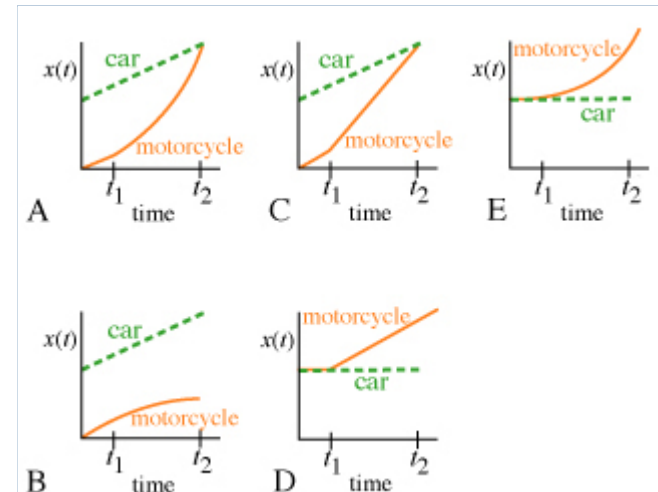 x(t)
car
motorcycle
t1
t2
A
time
x(t)
car
motorcycle
t1
t2
C
time
x(t)
motorcycle
car
t1
t2
E
time
x(t)
car
motorcycle
t1
t2
B
time
x(t)
motorcycle
car
t1
t2
D
time